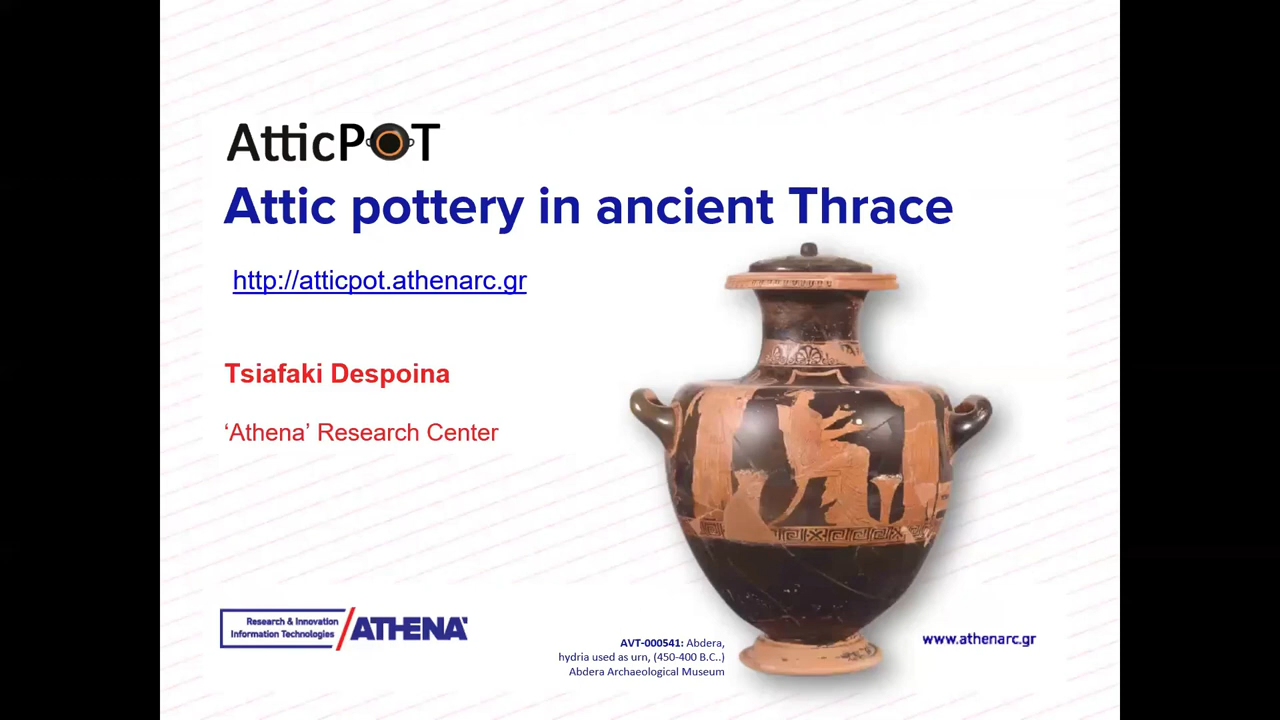 AtticPOT
Attic pottery in ancient Thrace
http://atticpot.athenarc.gr
Tsiafaki Despoina
‘Athena’ Research Center
Research & Innovation
Information Technologies
ATHENA
AVT-000541: Abdera,
hydria used as urn, (450-400 B.C..)
Abdera Archaeological Museum
www.athenarc.gr